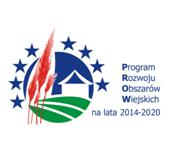 Program
Rozwoju
Obszarów
Wiejskich
na lata 2014-2020